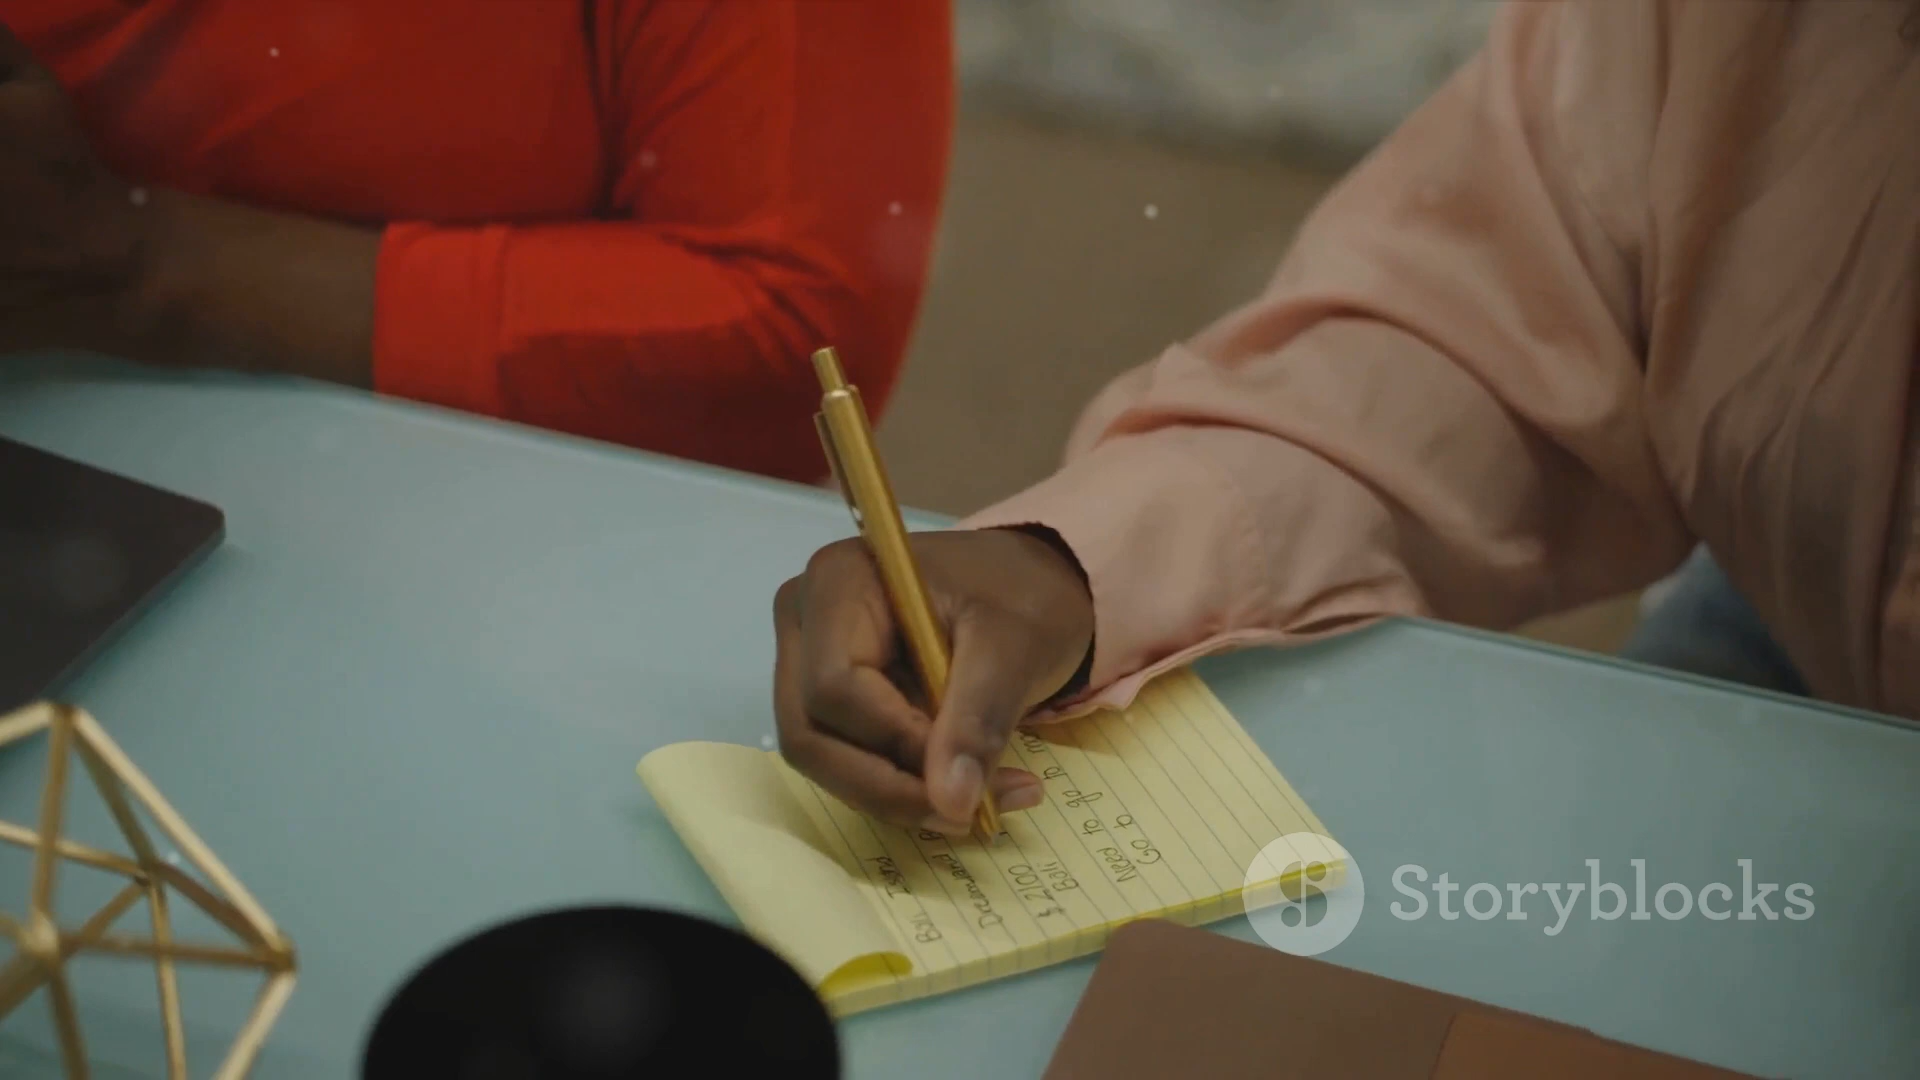 Bali Island
Dreamland
$2100
Bali
Need to go to
Go to
Storyblocks